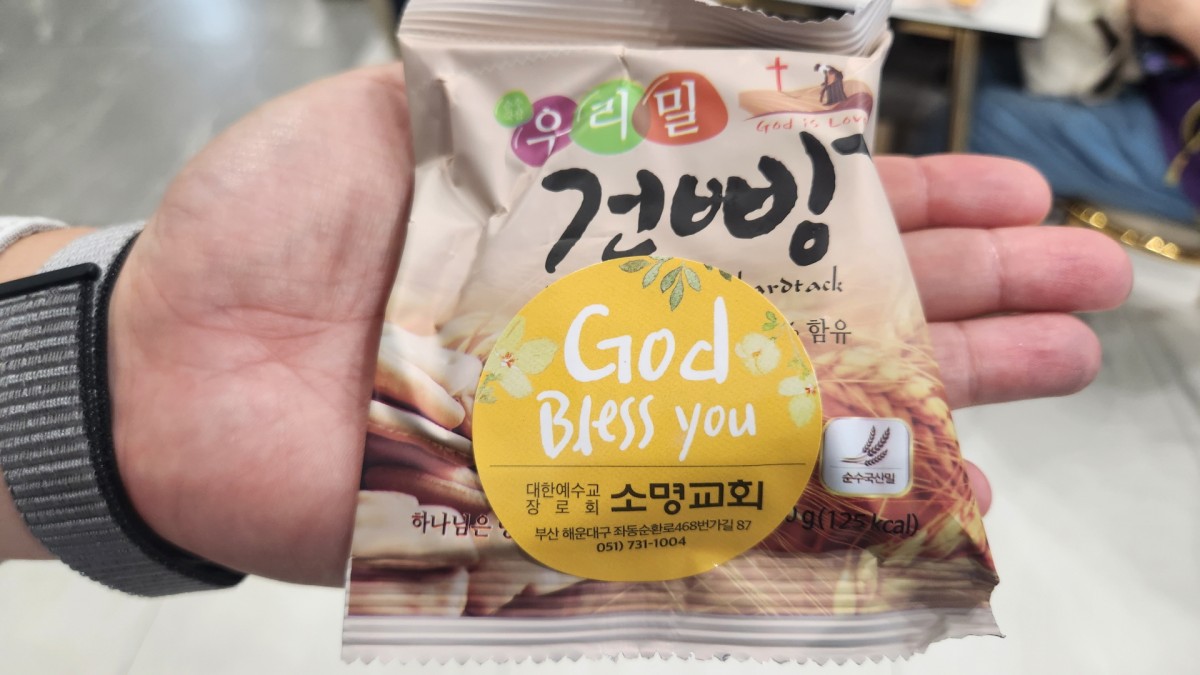 우리밀
God is Love
건빵
hardtack
함유
God
Bless you
순수국산밀
대한예수교
장로회
소명교회
하나님은
g(125kcal)
부산 해운대구 좌동순환로468번가길 87
051) 731-1004